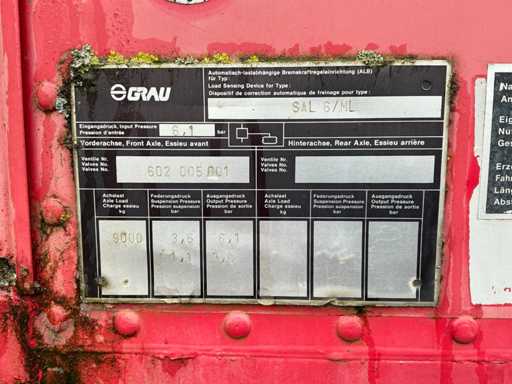 GRAU
Automatisch-lastabhängige Bremskraftregeleinrichtung (ALB)
für Typ:
Load Sensing Device for Type:
Dispositif de correction automatique de freinage pour Typ:
SAL 6/ML
Eingangsdruck, Input Pressure
Pression d'entrée
6,1 bar
Vorderachse, Front Axle, Essieu avant
Hinterachse, Rear Axle, Essieu arrière
Ventile Nr.
Valves No.
Valves No.
602 005 001
Ventile Nr.
Valves No.
Valves No.
Achslast
Axle Load
Charge essieu
kg
Federungsdruck
Suspension Pressure
Pression suspension
bar
Ausgangsdruck
Output Pressure
Pression de sortie
bar
Achslast
Axle Load
Charge essieu
kg
Federungsdruck
Suspension Pressure
Pression suspension
bar
Ausgangsdruck
Output Pressure
Pression de sortie
bar
9000 3,6 6,1